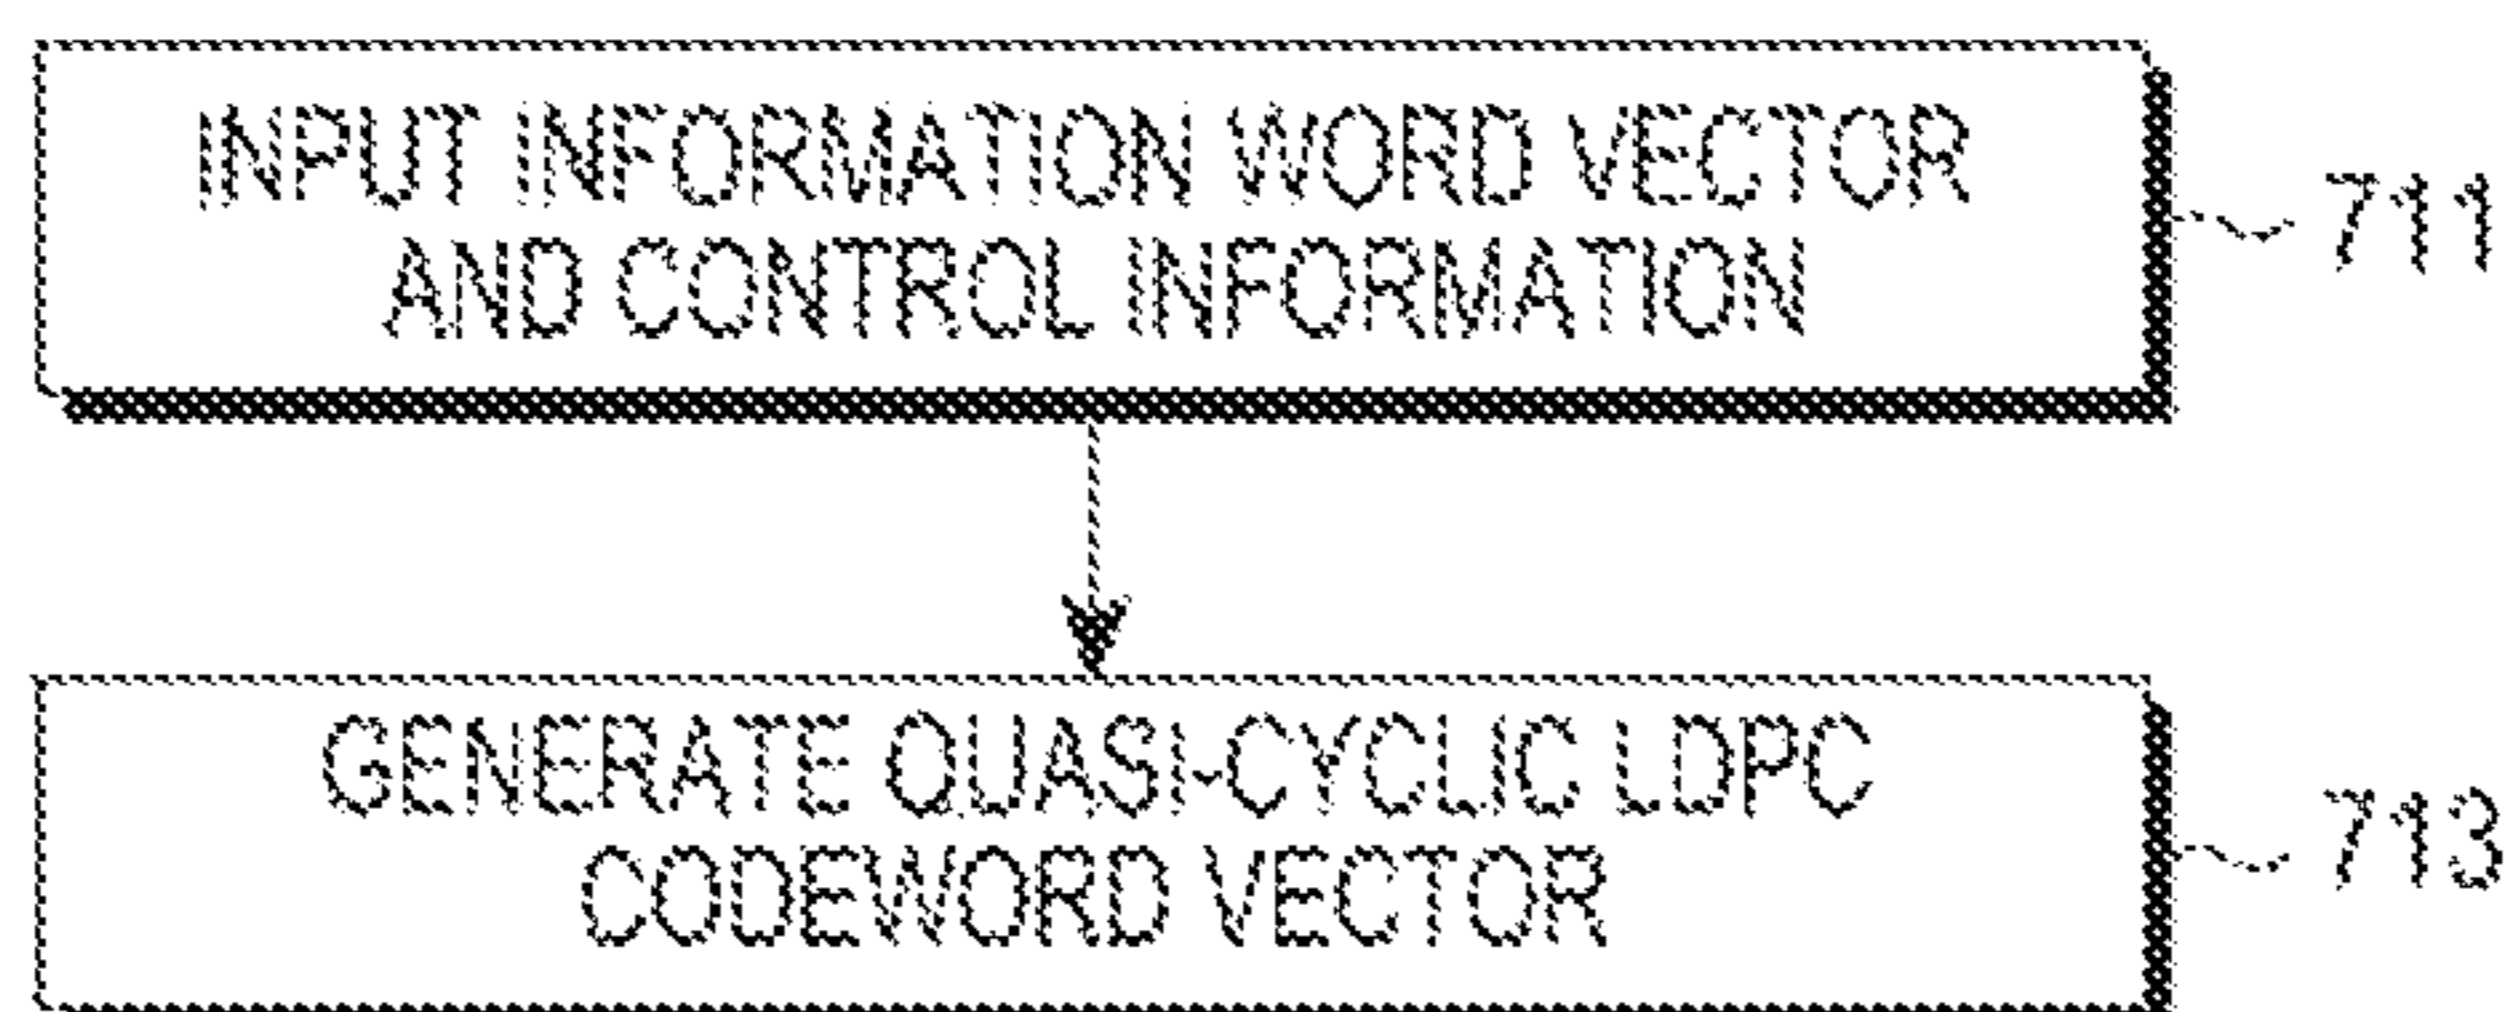 INPUT INFORMATION WORD VECTOR
AND CONTROL INFORMATION
711
GENERATE QUASI-CYCLIC LDPC
CODEWORD VECTOR
713